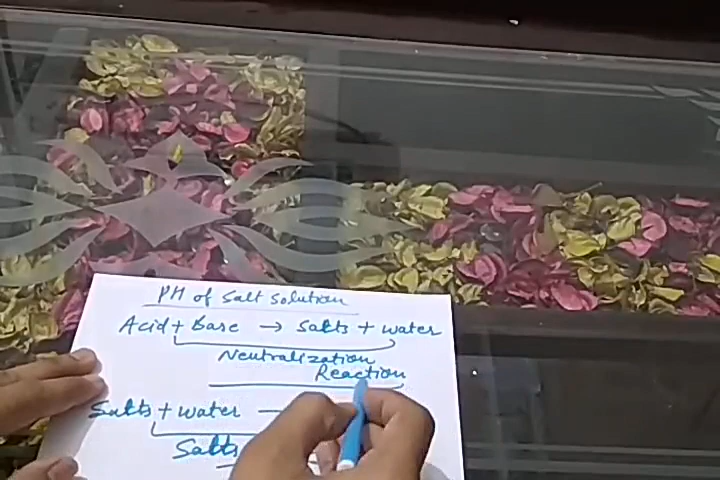 PH of Salt Solution
Acid + Base → Salts + water
Neutralization
Reaction
Salts + water →
Salts